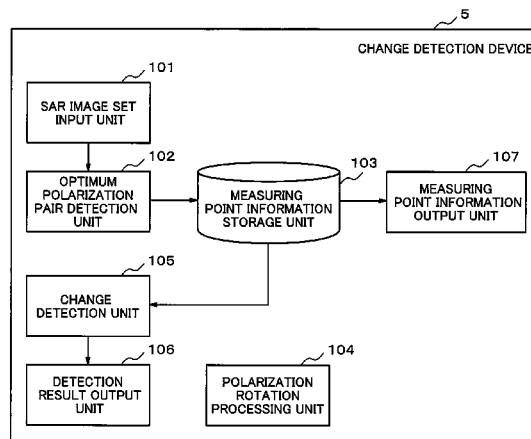 5
CHANGE DETECTION DEVICE
101
SAR IMAGE SET
INPUT UNIT
102
OPTIMUM
POLARIZATION
PAIR DETECTION
UNIT
103
MEASURING
POINT INFORMATION
STORAGE UNIT
107
MEASURING
POINT INFORMATION
OUTPUT UNIT
105
CHANGE
DETECTION UNIT
106
DETECTION
RESULT OUTPUT
UNIT
104
POLARIZATION
ROTATION
PROCESSING UNIT